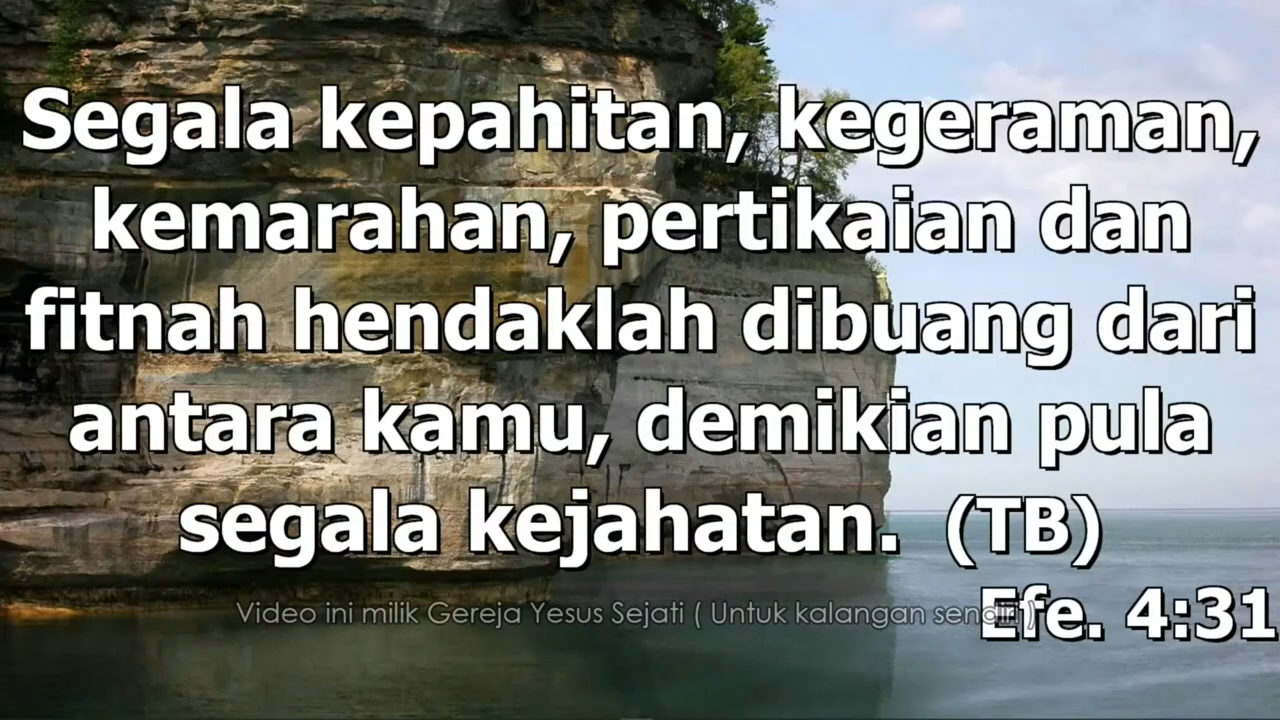 Segala kepahitan, kegeraman,
kemarahan, pertikaian dan
fitnah hendaklah dibuang dari
antara kamu, demikian pula
segala kejahatan. (TB)
Efe. 4:31
Video ini milik Gereja Yesus Sejati ( Untuk kalangan sendiri )